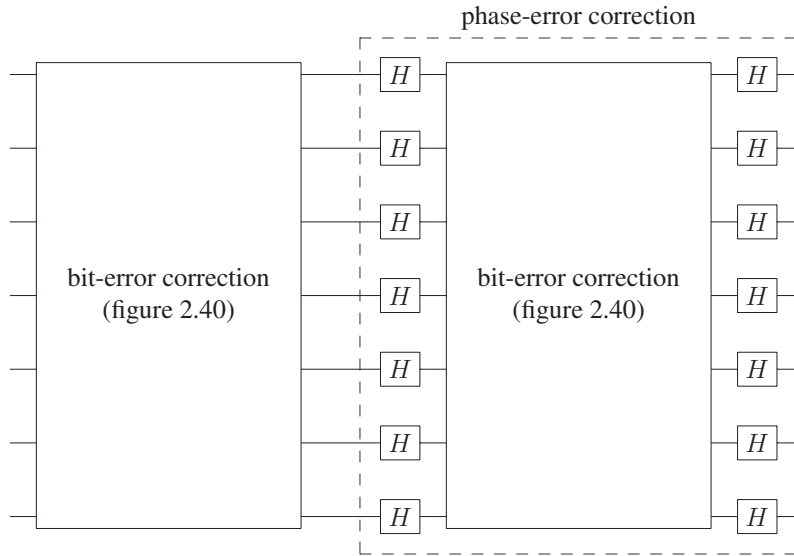 phase-error correction
H
H
H
H
H
H
H
bit-error correction
(figure 2.40)
H
H
H
H
H
H
H
bit-error correction
(figure 2.40)